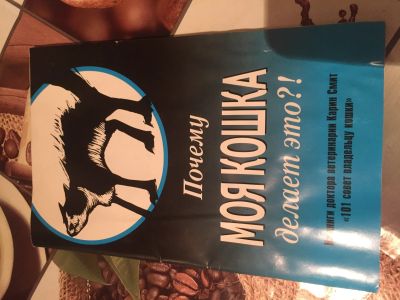 Почему
МОЯ КОШКА
делает это?!
Из книги доктора ветеринарии Карин Смит
«101 совет владельцу кошки»